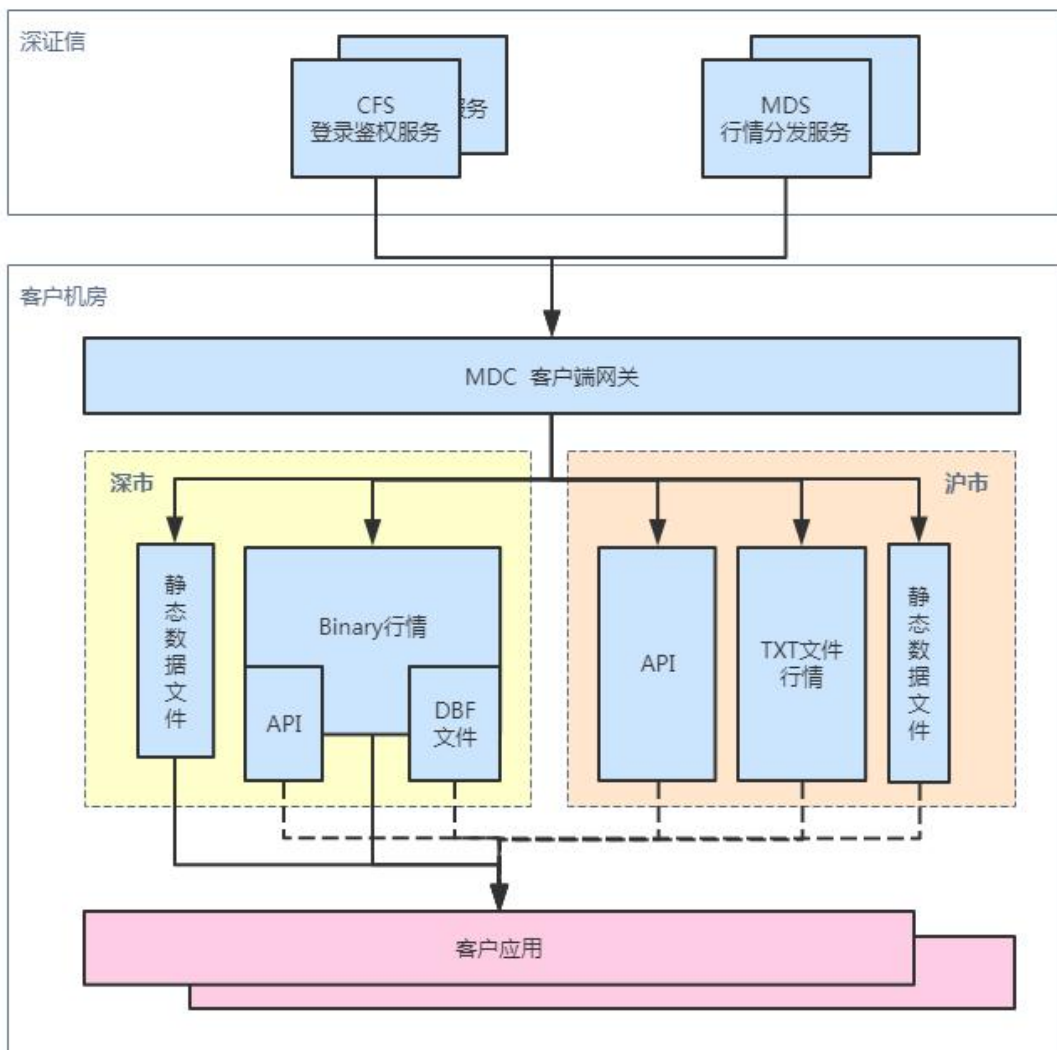 深证信
CFS
登录鉴权服务
服务
MDS
行情分发服务
客户机房
MDC 客户端网关
深市
沪市
静态数据文件
Binary行情
API
DBF
文件
API
TXT文件
行情
静态数据文件
客户应用